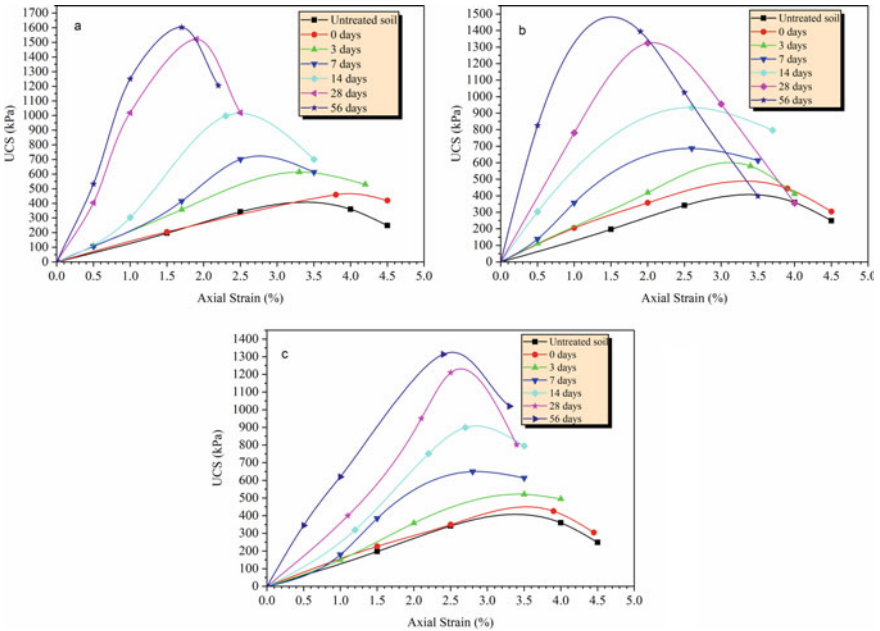 a
Untreated soil
0 days
3 days
7 days
14 days
28 days
56 days
1700
1600
1500
1400
1300
1200
1100
1000
900
800
700
600
500
400
300
200
100
0
UCS (kPa)
0.0 0.5 1.0 1.5 2.0 2.5 3.0 3.5 4.0 4.5 5.0
Axial Strain (%)
b
Untreated soil
0 days
3 days
7 days
14 days
28 days
56 days
1500
1400
1300
1200
1100
1000
900
800
700
600
500
400
300
200
100
0
UCS (kPa)
0.0 0.5 1.0 1.5 2.0 2.5 3.0 3.5 4.0 4.5 5.0
Axial Strain (%)
c
Untreated soil
0 days
3 days
7 days
14 days
28 days
56 days
1400
1300
1200
1100
1000
900
800
700
600
500
400
300
200
100
0
UCS (kPa)
0.0 0.5 1.0 1.5 2.0 2.5 3.0 3.5 4.0 4.5 5.0
Axial Strain (%)